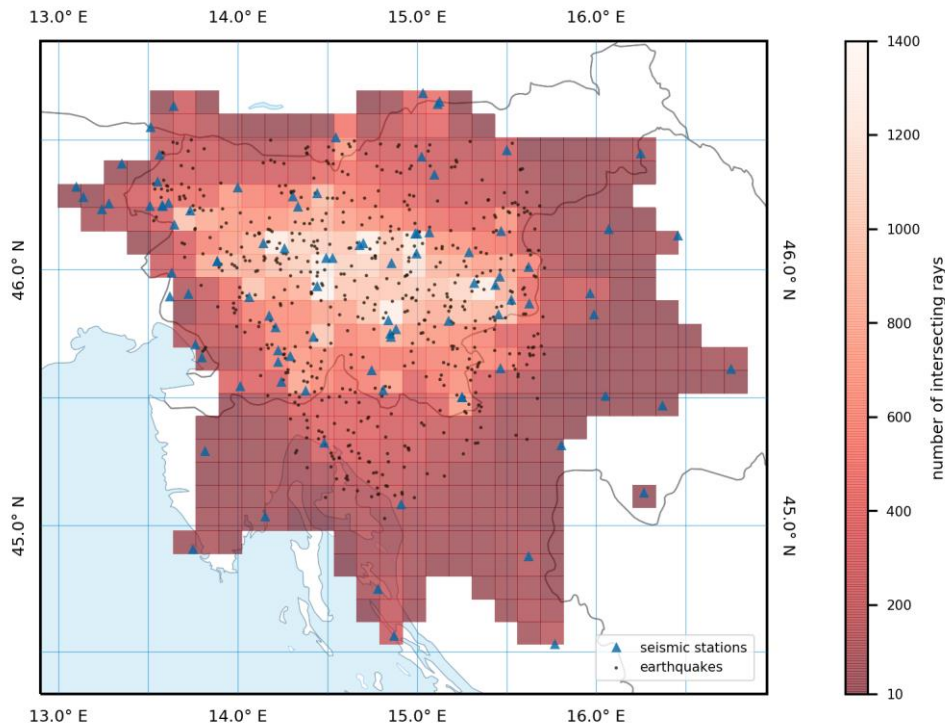 13.0° E 14.0° E 15.0° E 16.0° E
1400
1200
1000
800
600
400
200
10
number of intersecting rays
46.0° N
46.0° N
45.0° N
45.0° N
seismic stations
earthquakes
13.0° E 14.0° E 15.0° E 16.0° E